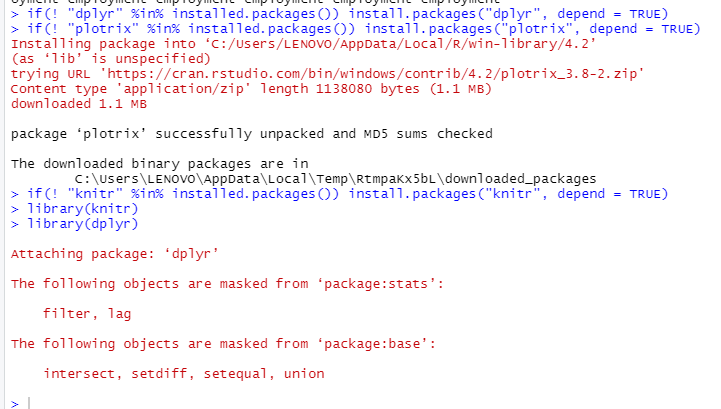 > if(! "dplyr" %in% installed.packages()) install.packages("dplyr", depend = TRUE)
> if(! "plotrix" %in% installed.packages()) install.packages("plotrix", depend = TRUE)
Installing package into ‘C:/Users/LENOVO/AppData/Local/R/win-library/4.2’
(as ‘lib’ is unspecified)
trying URL 'https://cran.rstudio.com/bin/windows/contrib/4.2/plotrix_3.8-2.zip'
Content type 'application/zip' length 1138080 bytes (1.1 MB)
downloaded 1.1 MB
package ‘plotrix’ successfully unpacked and MD5 sums checked
The downloaded binary packages are in
C:\Users\LENOVO\AppData\Local\Temp\RtmpaKx5bL\downloaded_packages
> if(! "knitr" %in% installed.packages()) install.packages("knitr", depend = TRUE)
> library(knitr)
> library(dplyr)
Attaching package: ‘dplyr’
The following objects are masked from ‘package:stats’:
filter, lag
The following objects are masked from ‘package:base’:
intersect, setdiff, setequal, union
>